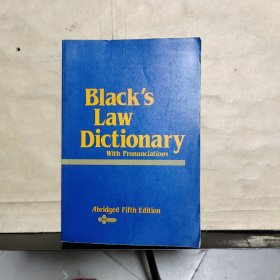 Black's
Law
Dictionary
With Pronunciations
Abridged Fifth Edition